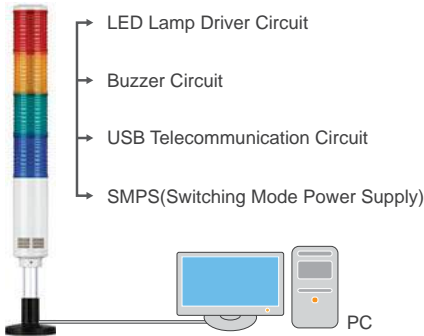 LED Lamp Driver Circuit
Buzzer Circuit
USB Telecommunication Circuit
SMPS(Switching Mode Power Supply)
PC